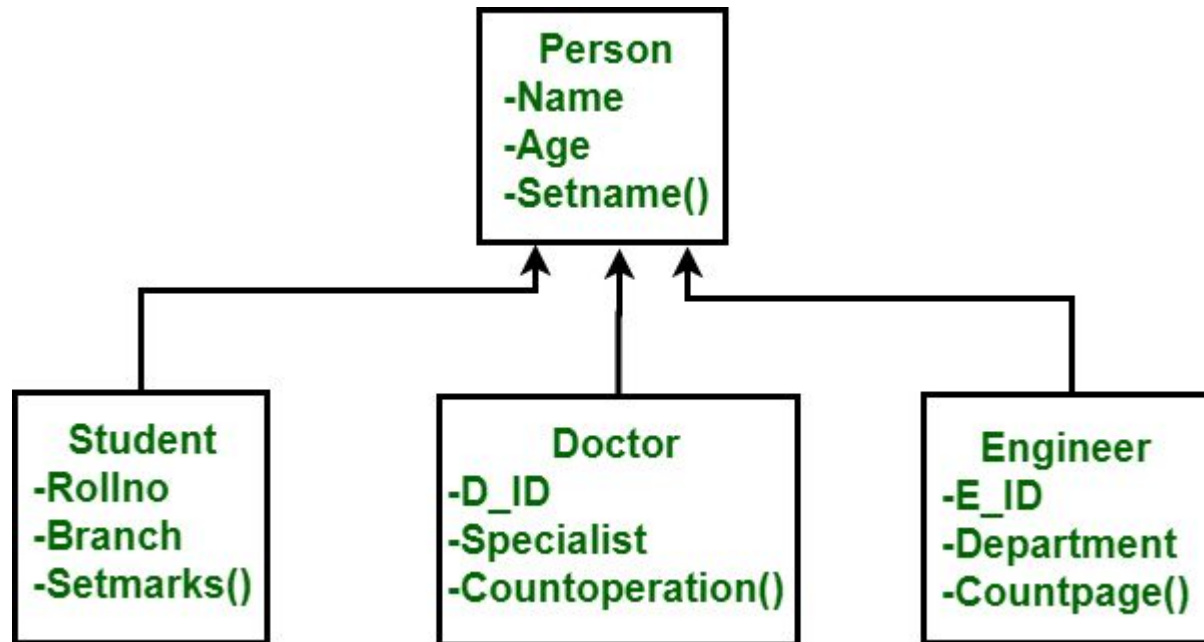 Person
-Name
-Age
-Setname()
Student
-Rollno
-Branch
-Setmarks()
Doctor
-D_ID
-Specialist
-Countoperation()
Engineer
-E_ID
-Department
-Countpage()